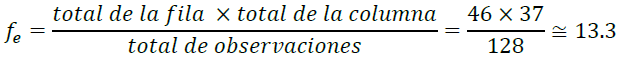 fₑ = total de la fila × total de la columna / total de observaciones = 46 × 37 / 128 ≅ 13.3